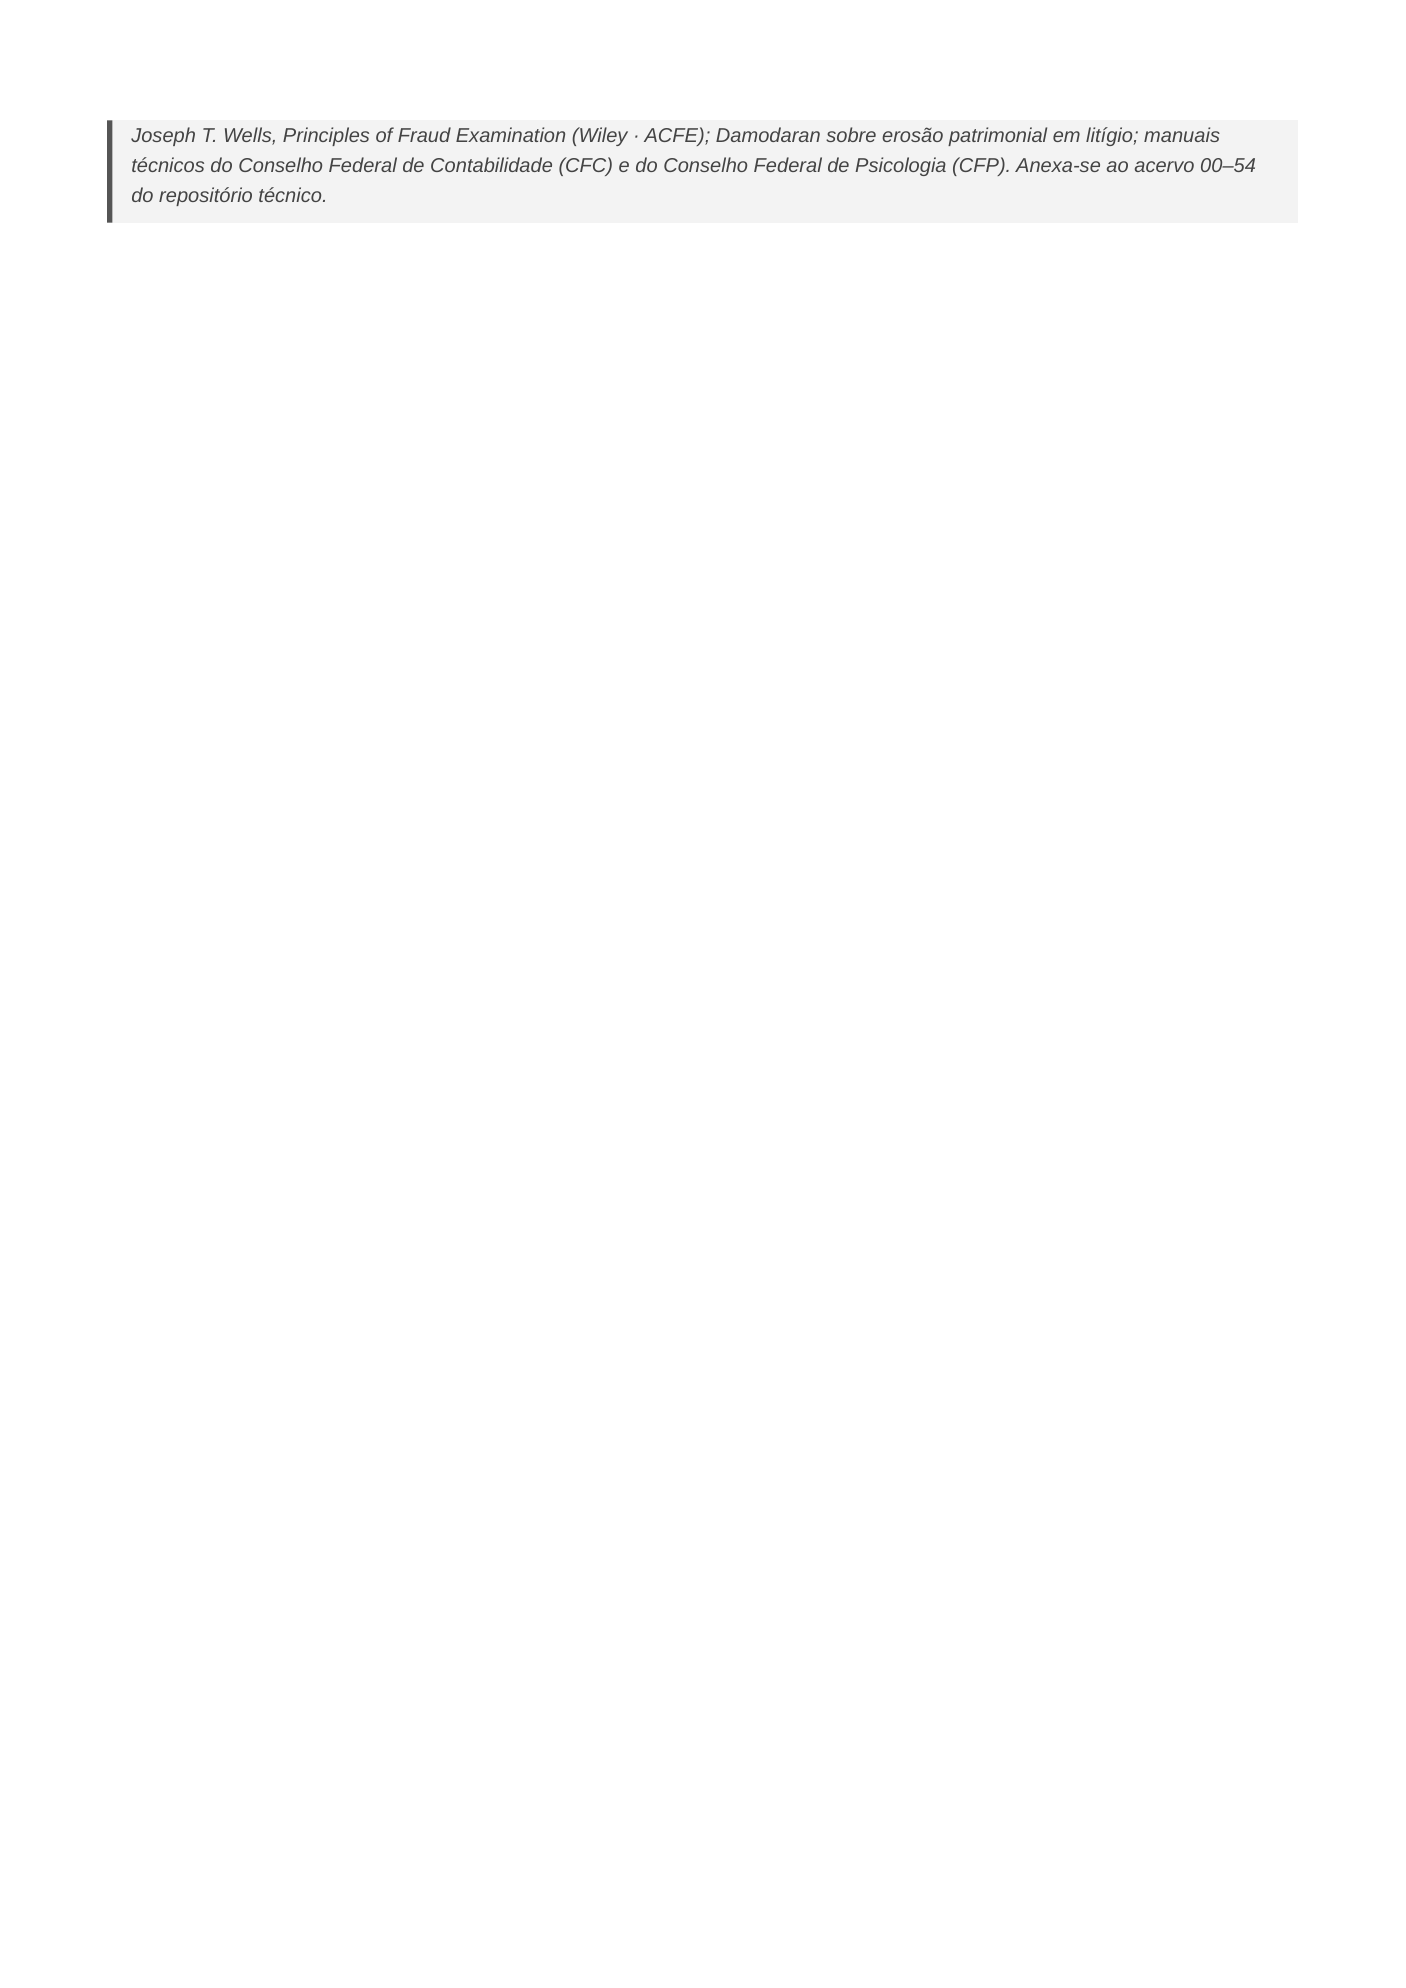 Joseph T. Wells, Principles of Fraud Examination (Wiley · ACFE); Damodaran sobre erosão patrimonial em litígio; manuais
técnicos do Conselho Federal de Contabilidade (CFC) e do Conselho Federal de Psicologia (CFP). Anexa-se ao acervo 00–54
do repositório técnico.